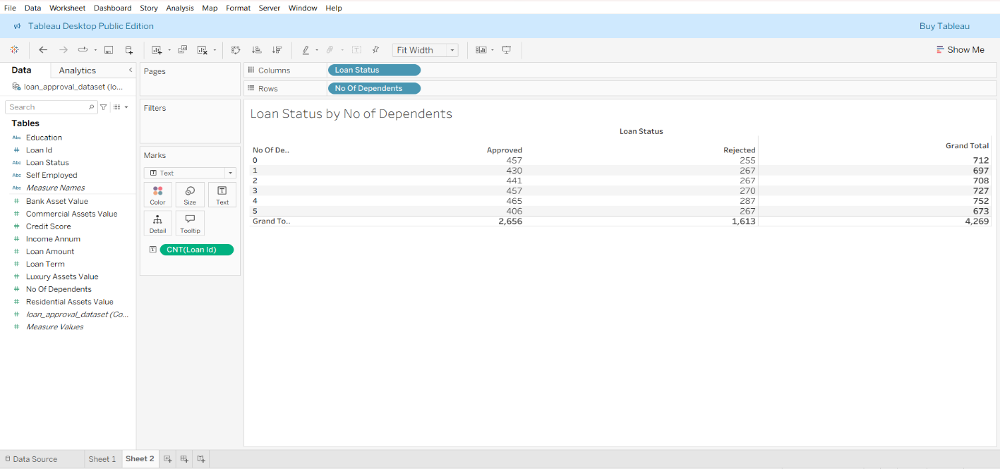 File Data Worksheet Dashboard Story Analysis Map Format Server Window Help
Tableau Desktop Public Edition
Buy Tableau
Fit Width
Show Me
Data Analytics
loan_approval_dataset (lo...
Search
Tables
Abc Education
# Loan Id
Abc Loan Status
Abc Self Employed
Abc Measure Names
# Bank Asset Value
# Commercial Assets Value
# Credit Score
# Income Annum
# Loan Amount
# Loan Term
# Luxury Assets Value
# No Of Dependents
# Residential Assets Value
# loan_approval_dataset (Co...
# Measure Values
Pages
Filters
Marks
T Text
Color Size Text
Detail Tooltip
CNT(Loan Id)
Columns Loan Status
Rows No Of Dependents
Loan Status by No of Dependents
Loan Status
No Of De.. Approved Rejected Grand Total
0 457 255 712
1 430 267 697
2 441 267 708
3 457 270 727
4 465 287 752
5 406 267 673
Grand To.. 2,656 1,613 4,269
Data Source Sheet 1 Sheet 2